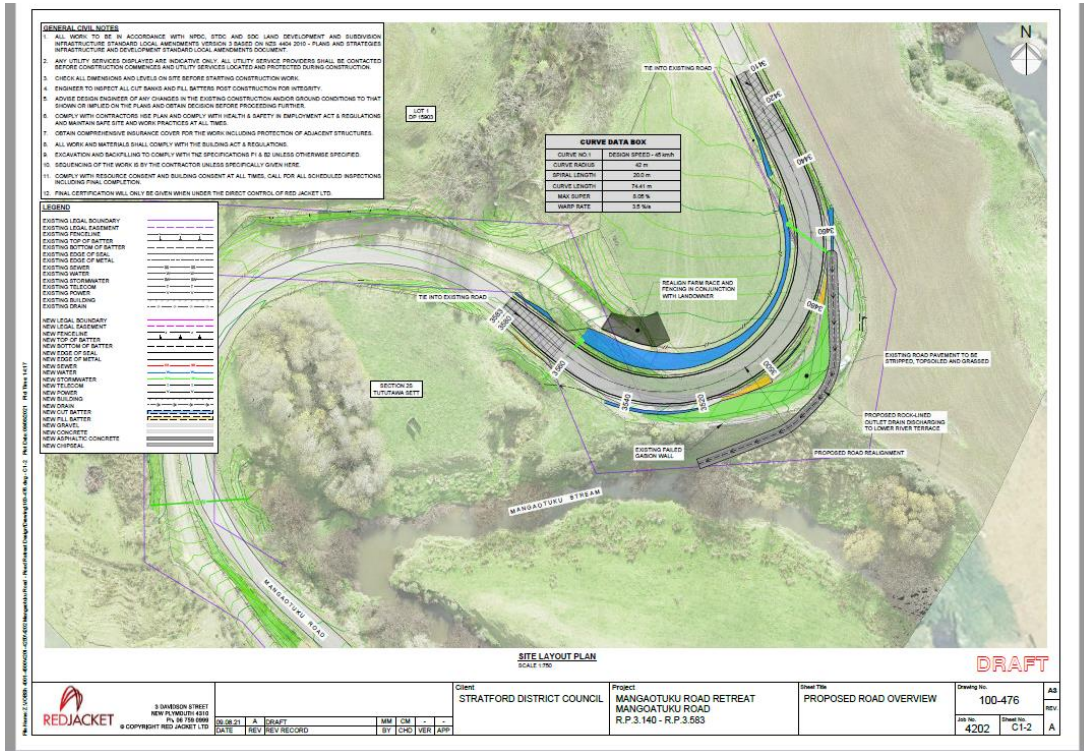 GENERAL CIVIL NOTES
1. ALL WORK TO BE IN ACCORDANCE WITH NPDC, STDC AND SDC LAND DEVELOPMENT AND SUBDIVISION
INFRASTRUCTURE STANDARD LOCAL AMENDMENTS VERSION 3 BASED ON NZS 4404 2010 - PLANS AND STRATEGIES
INFRASTRUCTURE AND DEVELOPMENT STANDARD LOCAL AMENDMENTS DOCUMENT.
2. ANY UTILITY SERVICES DISPLAYED ARE INDICATIVE ONLY. ALL UTILITY SERVICE PROVIDERS SHALL BE CONTACTED
BEFORE CONSTRUCTION COMMENCES AND UTILITY SERVICES LOCATED AND PROTECTED DURING CONSTRUCTION.
3. CHECK ALL DIMENSIONS AND LEVELS ON SITE BEFORE STARTING CONSTRUCTION WORK.
4. ENGINEER TO INSPECT ALL CUT BANKS AND FILL BATTERS POST CONSTRUCTION FOR INTEGRITY.
5. ADVISE DESIGN ENGINEER OF ANY CHANGES IN THE EXISTING CONSTRUCTION AND/OR GROUND CONDITIONS TO THAT
SHOWN OR IMPLIED ON THE PLANS AND OBTAIN DECISION BEFORE PROCEEDING FURTHER.
6. COMPLY WITH CONTRACTORS HSE PLAN AND COMPLY WITH HEALTH & SAFETY IN EMPLOYMENT ACT & REGULATIONS
AND MAINTAIN SAFE SITE AND WORK PRACTICES AT ALL TIMES.
7. OBTAIN COMPREHENSIVE INSURANCE COVER FOR THE WORK INCLUDING PROTECTION OF ADJACENT STRUCTURES.
8. ALL WORK AND MATERIALS SHALL COMPLY WITH THE BUILDING ACT & REGULATIONS.
9. EXCAVATION AND BACKFILLING TO COMPLY WITH TNZ SPECIFICATIONS F1 & B2 UNLESS OTHERWISE SPECIFIED.
10. SEQUENCING OF THE WORK IS BY THE CONTRACTOR UNLESS SPECIFICALLY GIVEN HERE.
11. COMPLY WITH RESOURCE CONSENT AND BUILDING CONSENT AT ALL TIMES, CALL FOR ALL SCHEDULED INSPECTIONS
INCLUDING FINAL COMPLETION.
12. FINAL CERTIFICATION WILL ONLY BE GIVEN WHEN UNDER THE DIRECT CONTROL OF RED JACKET LTD.
LEGEND
EXISTING LEGAL BOUNDARY
EXISTING LEGAL EASEMENT
EXISTING FENCELINE
EXISTING TOP OF BATTER
EXISTING BOTTOM OF BATTER
EXISTING EDGE OF SEAL
EXISTING EDGE OF METAL
EXISTING SEWER
EXISTING WATER
EXISTING STORMWATER
EXISTING TELECOM
EXISTING POWER
EXISTING BUILDING
EXISTING DRAIN
NEW LEGAL BOUNDARY
NEW LEGAL EASEMENT
NEW FENCELINE
NEW TOP OF BATTER
NEW BOTTOM OF BATTER
NEW EDGE OF SEAL
NEW EDGE OF METAL
NEW SEWER
NEW WATER
NEW STORMWATER
NEW TELECOM
NEW POWER
NEW BUILDING
NEW DRAIN
NEW CUT BATTER
NEW FILL BATTER
NEW GRAVEL
NEW CONCRETE
NEW ASPHALTIC CONCRETE
NEW CHIPSEAL
N
LOT 1
DP 15903
TIE INTO EXISTING ROAD
3410
3420
3440
3460
3480
3500
3520
3540
3560
3580
3583
CURVE DATA BOX
CURVE NO 1 DESIGN SPEED - 45 km/h
CURVE RADIUS 42 m
SPIRAL LENGTH 20.0 m
CURVE LENGTH 74.41 m
MAX SUPER
WARP RATE 3.5 %/s
REALIGN FARM RACE AND
FENCING IN CONJUNCTION
WITH LANDOWNER
TIE INTO EXISTING ROAD
SECTION 25
TUTUTAWA SETT
EXISTING ROAD PAVEMENT TO BE
STRIPPED, TOPSOILED AND GRASSED
PROPOSED ROCK-LINED
OUTLET DRAIN DISCHARGING
TO LOWER RIVER TERRACE
PROPOSED ROAD REALIGNMENT
EXISTING FAILED
GABION WALL
MANGAOTUKU STREAM
MANGAOTUKU ROAD
SITE LAYOUT PLAN
SCALE 1:750
DRAFT
REDJACKET
3 DAVIDSON STREET
NEW PLYMOUTH 4310
Ph. 06 759 0999
© COPYRIGHT RED JACKET LTD
09.08.21 A DRAFT MM CM - -
DATE REV REV RECORD BY CHD VER APP
Client
STRATFORD DISTRICT COUNCIL
Project
MANGAOTUKU ROAD RETREAT
MANGOATUKU ROAD
R.P.3.140 - R.P.3.583
Sheet Title
PROPOSED ROAD OVERVIEW
Drawing No.
100-476
A3
REV.
Job No.
4202
Sheet No.
C1-2
A